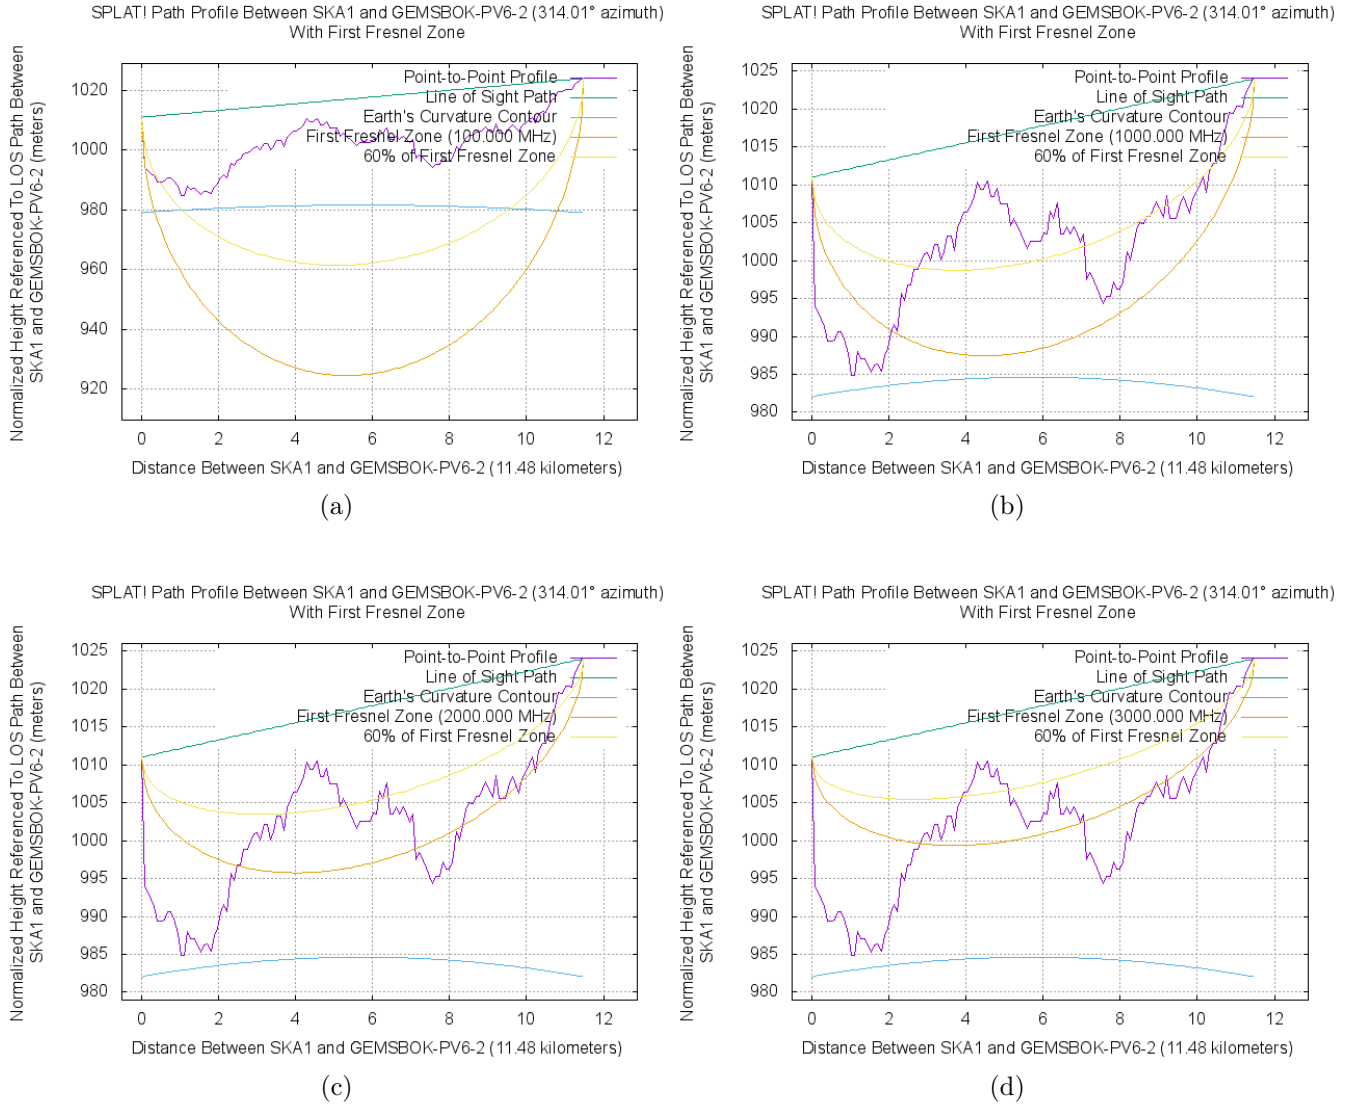 SPLAT! Path Profile Between SKA1 and GEMSBOK-PV6-2 (314.01° azimuth)
With First Fresnel Zone
Normalized Height Referenced To LOS Path Between
SKA1 and GEMSBOK-PV6-2 (meters)
1020
1000
980
960
940
920
Point-to-Point Profile
Line of Sight Path
Earth's Curvature Contour
First Fresnel Zone (100.000 MHz)
60% of First Fresnel Zone
0 2 4 6 8 10 12
Distance Between SKA1 and GEMSBOK-PV6-2 (11.48 kilometers)
(a)
SPLAT! Path Profile Between SKA1 and GEMSBOK-PV6-2 (314.01° azimuth)
With First Fresnel Zone
Normalized Height Referenced To LOS Path Between
SKA1 and GEMSBOK-PV6-2 (meters)
1025
1020
1015
1010
1005
1000
995
990
985
980
Point-to-Point Profile
Line of Sight Path
Earth's Curvature Contour
First Fresnel Zone (1000.000 MHz)
60% of First Fresnel Zone
0 2 4 6 8 10 12
Distance Between SKA1 and GEMSBOK-PV6-2 (11.48 kilometers)
(b)
SPLAT! Path Profile Between SKA1 and GEMSBOK-PV6-2 (314.01° azimuth)
With First Fresnel Zone
Normalized Height Referenced To LOS Path Between
SKA1 and GEMSBOK-PV6-2 (meters)
1025
1020
1015
1010
1005
1000
995
990
985
980
Point-to-Point Profile
Line of Sight Path
Earth's Curvature Contour
First Fresnel Zone (2000.000 MHz)
60% of First Fresnel Zone
0 2 4 6 8 10 12
Distance Between SKA1 and GEMSBOK-PV6-2 (11.48 kilometers)
(c)
SPLAT! Path Profile Between SKA1 and GEMSBOK-PV6-2 (314.01° azimuth)
With First Fresnel Zone
Normalized Height Referenced To LOS Path Between
SKA1 and GEMSBOK-PV6-2 (meters)
1025
1020
1015
1010
1005
1000
995
990
985
980
Point-to-Point Profile
Line of Sight Path
Earth's Curvature Contour
First Fresnel Zone (3000.000 MHz)
60% of First Fresnel Zone
0 2 4 6 8 10 12
Distance Between SKA1 and GEMSBOK-PV6-2 (11.48 kilometers)
(d)